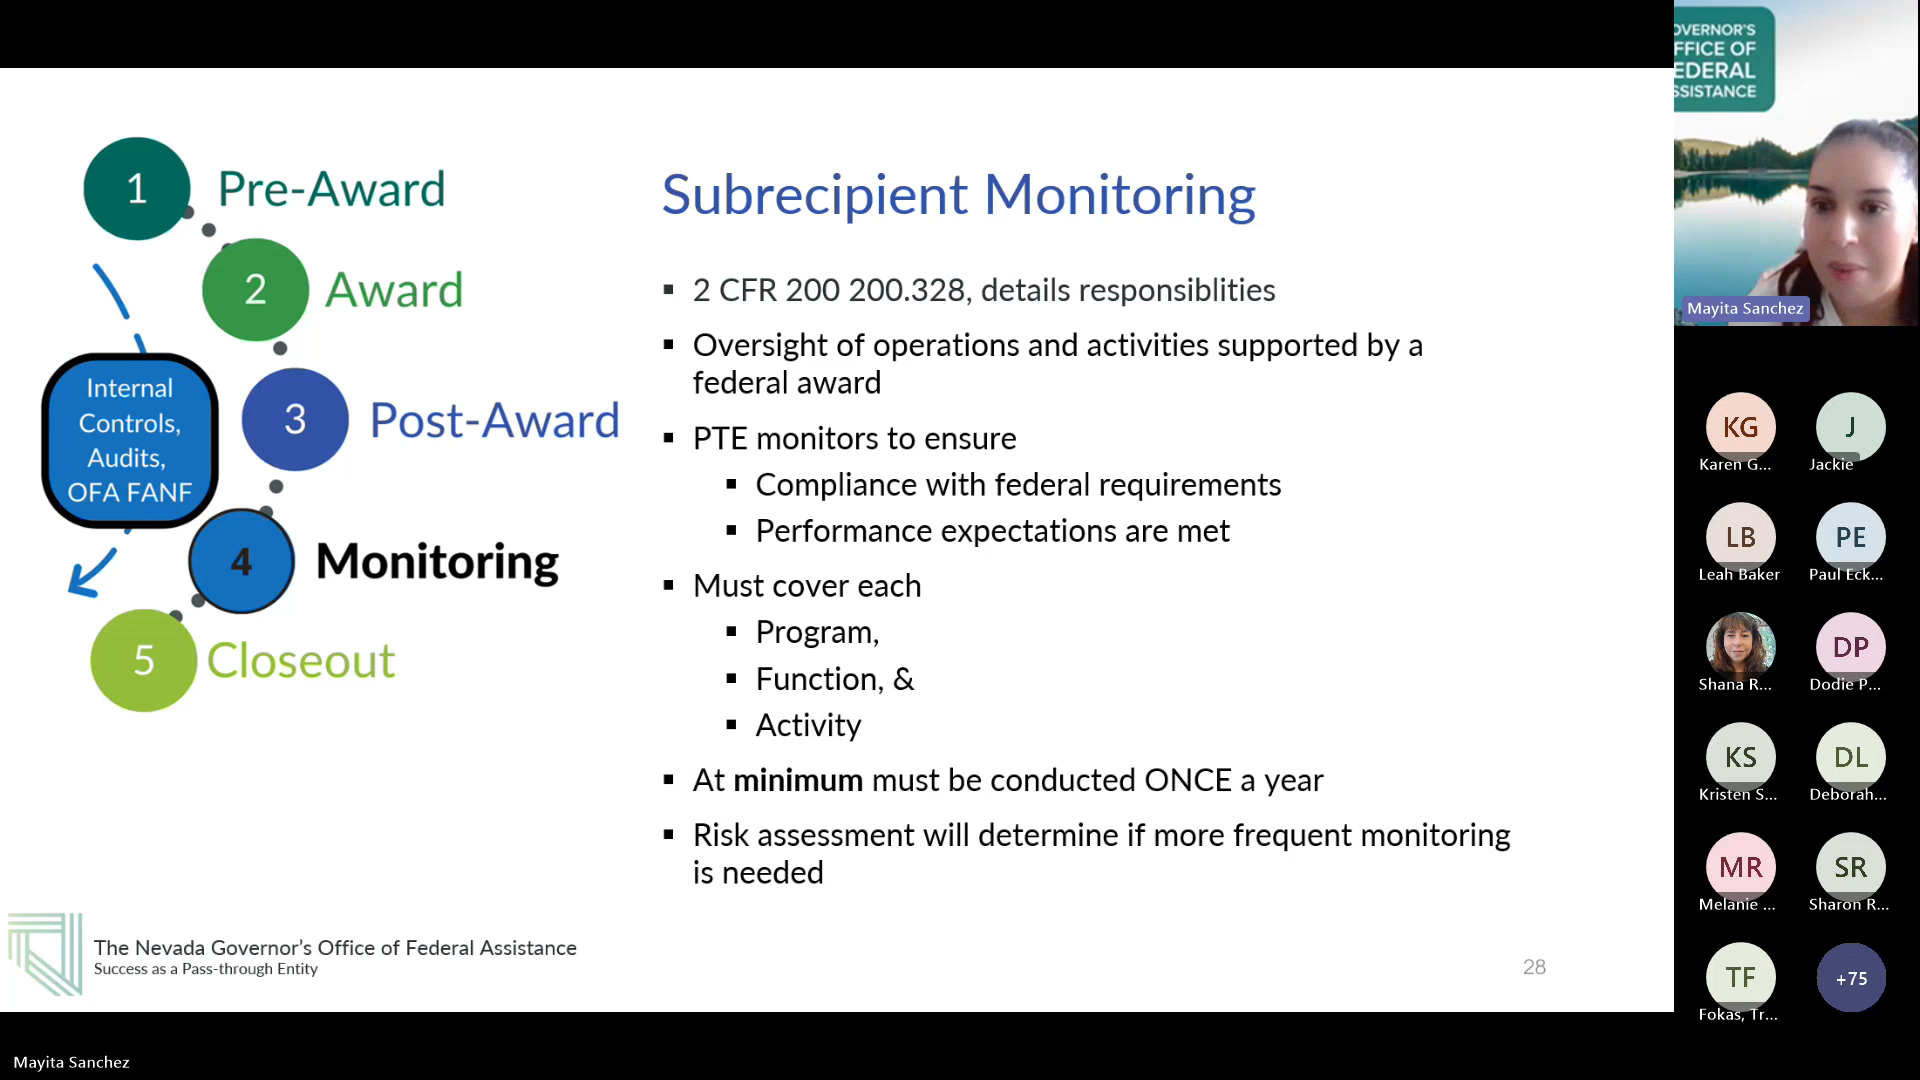 1
Pre-Award
2
Award
Internal
Controls,
Audits,
OFA FANF
3
Post-Award
4
Monitoring
5
Closeout
Subrecipient Monitoring
▪ 2 CFR 200 200.328, details responsiblities
▪ Oversight of operations and activities supported by a
federal award
▪ PTE monitors to ensure
▪ Compliance with federal requirements
▪ Performance expectations are met
▪ Must cover each
▪ Program,
▪ Function, &
▪ Activity
▪ At minimum must be conducted ONCE a year
▪ Risk assessment will determine if more frequent monitoring
is needed
The Nevada Governor's Office of Federal Assistance
Success as a Pass-through Entity
28
OVERNOR'S
FFICE OF
EDERAL
SSISTANCE
Mayita Sanchez
KG
Karen G...
J
Jackie
LB
Leah Baker
PE
Paul Eck...
Shana R...
DP
Dodie P...
KS
Kristen S...
DL
Deborah...
MR
Melanie ...
SR
Sharon R...
TF
Fokas, Tr...
+75
Mayita Sanchez